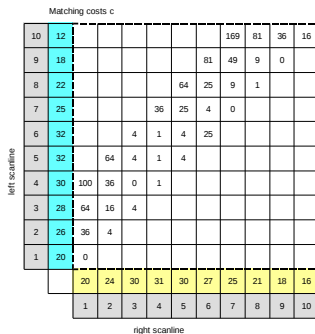 Matching costs c
10 12 169 81 36 16
9 18 81 49 9 0
8 22 64 25 9 1
7 25 36 25 4 0
6 32 4 1 4 25
5 32 64 4 1 4
4 30 100 36 0 1
3 28 64 16 4
2 26 36 4
1 20 0
20 24 30 31 30 27 25 21 18 16
1 2 3 4 5 6 7 8 9 10
left scanline
right scanline